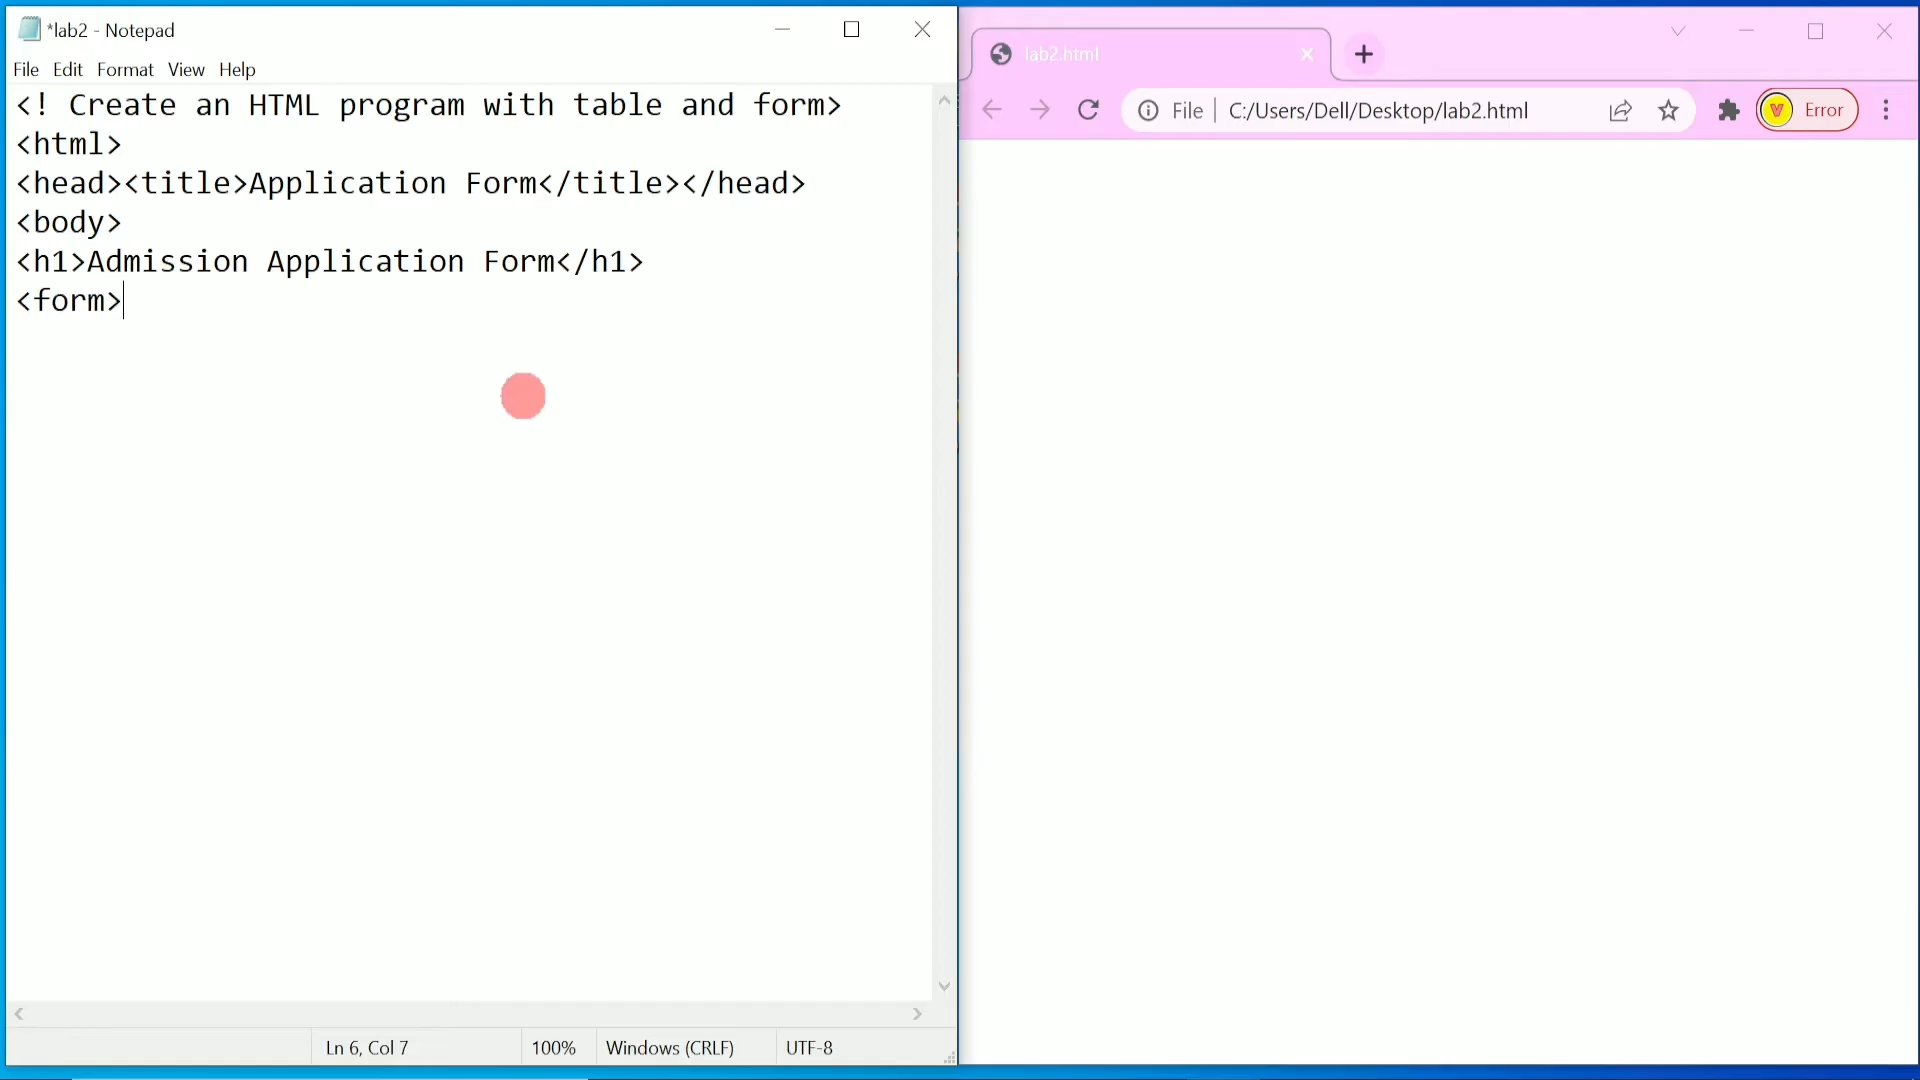 *lab2 - Notepad
File Edit Format View Help
<! Create an HTML program with table and form>
<html>
<head><title>Application Form</title></head>
<body>
<h1>Admission Application Form</h1>
<form>
Ln 6, Col 7 100% Windows (CRLF) UTF-8
lab2.html
File C:/Users/Dell/Desktop/lab2.html V Error